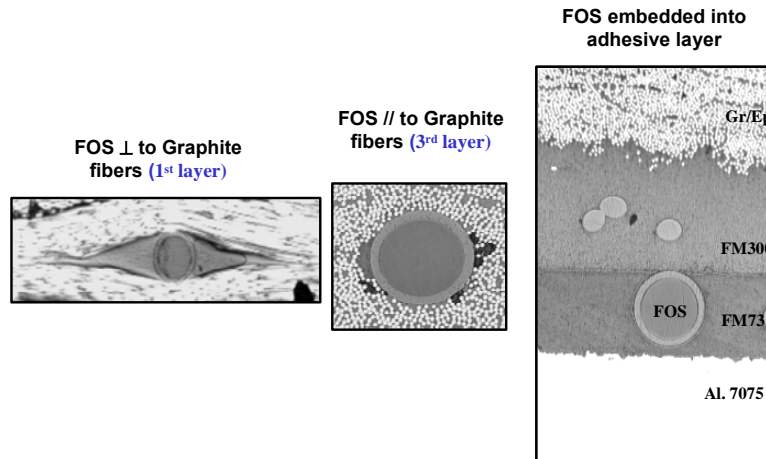 FOS ⊥ to Graphite
fibers (1st layer)
FOS // to Graphite
fibers (3rd layer)
FOS embedded into
adhesive layer
Gr/Ep
FM300
FOS
FM73
Al. 7075